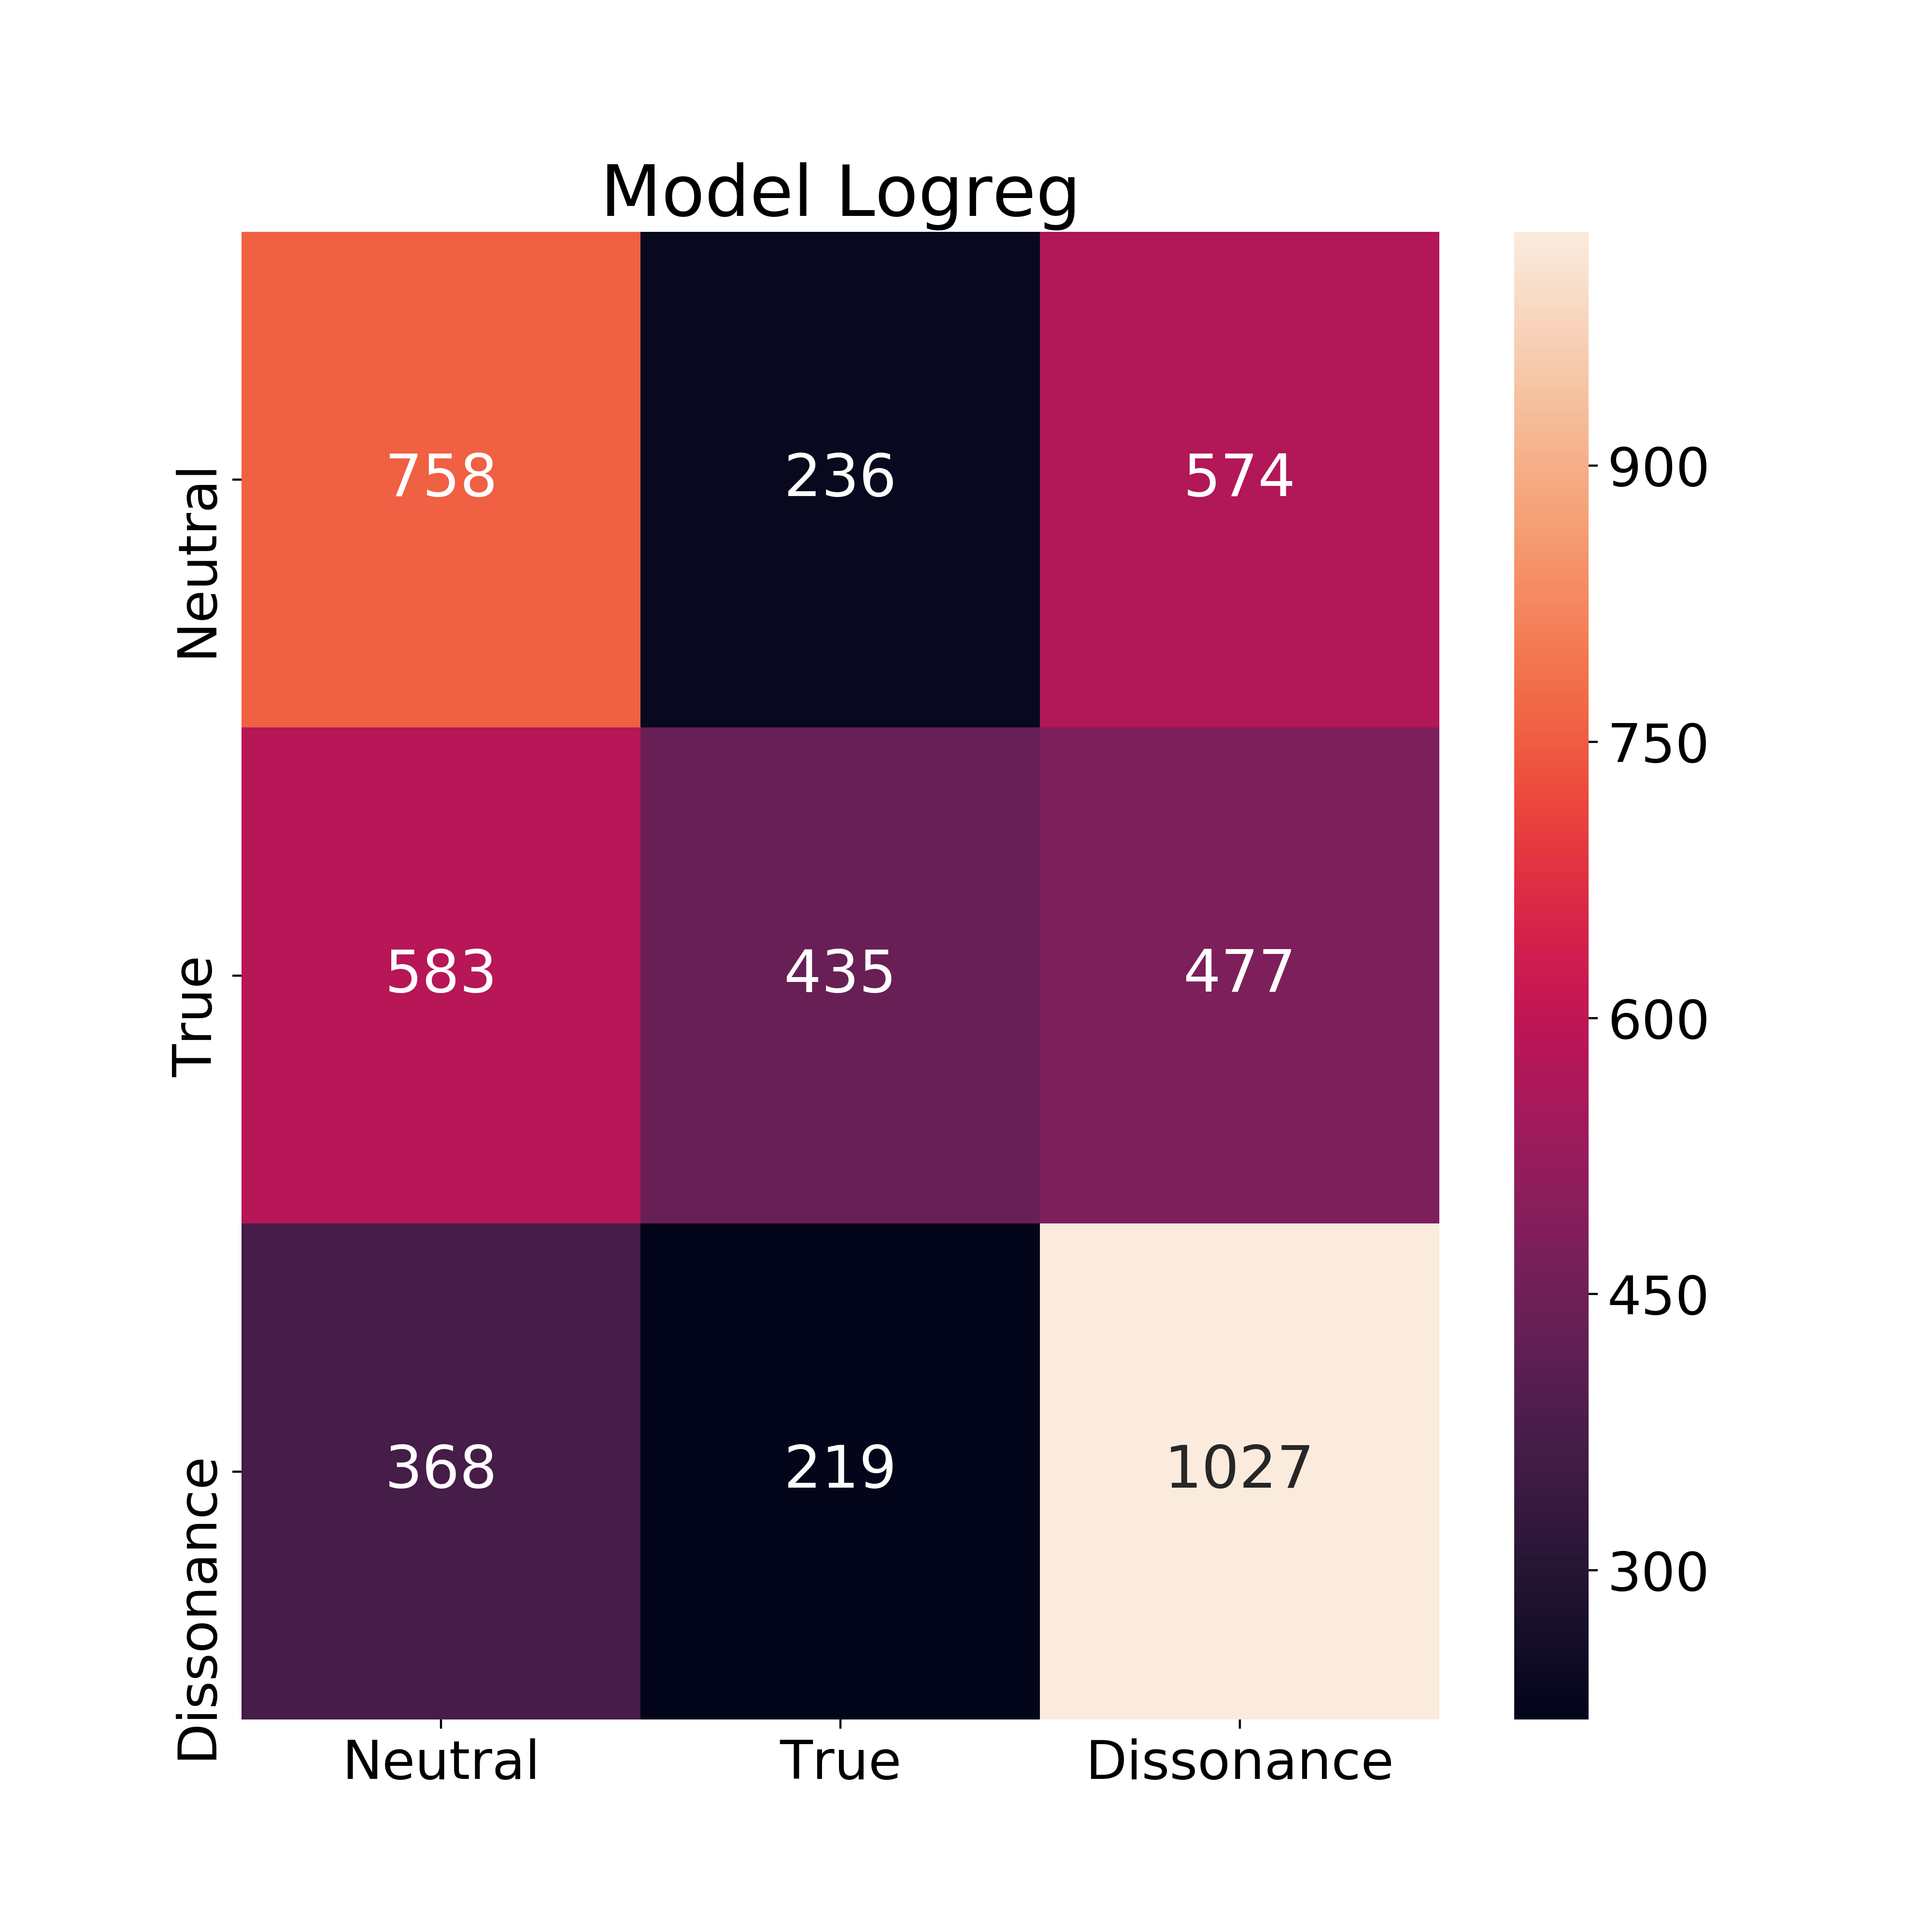 Model Logreg
Neutral
758 236 574
True
583 435 477
Dissonance
368 219 1027
Neutral True Dissonance
900
750
600
450
300